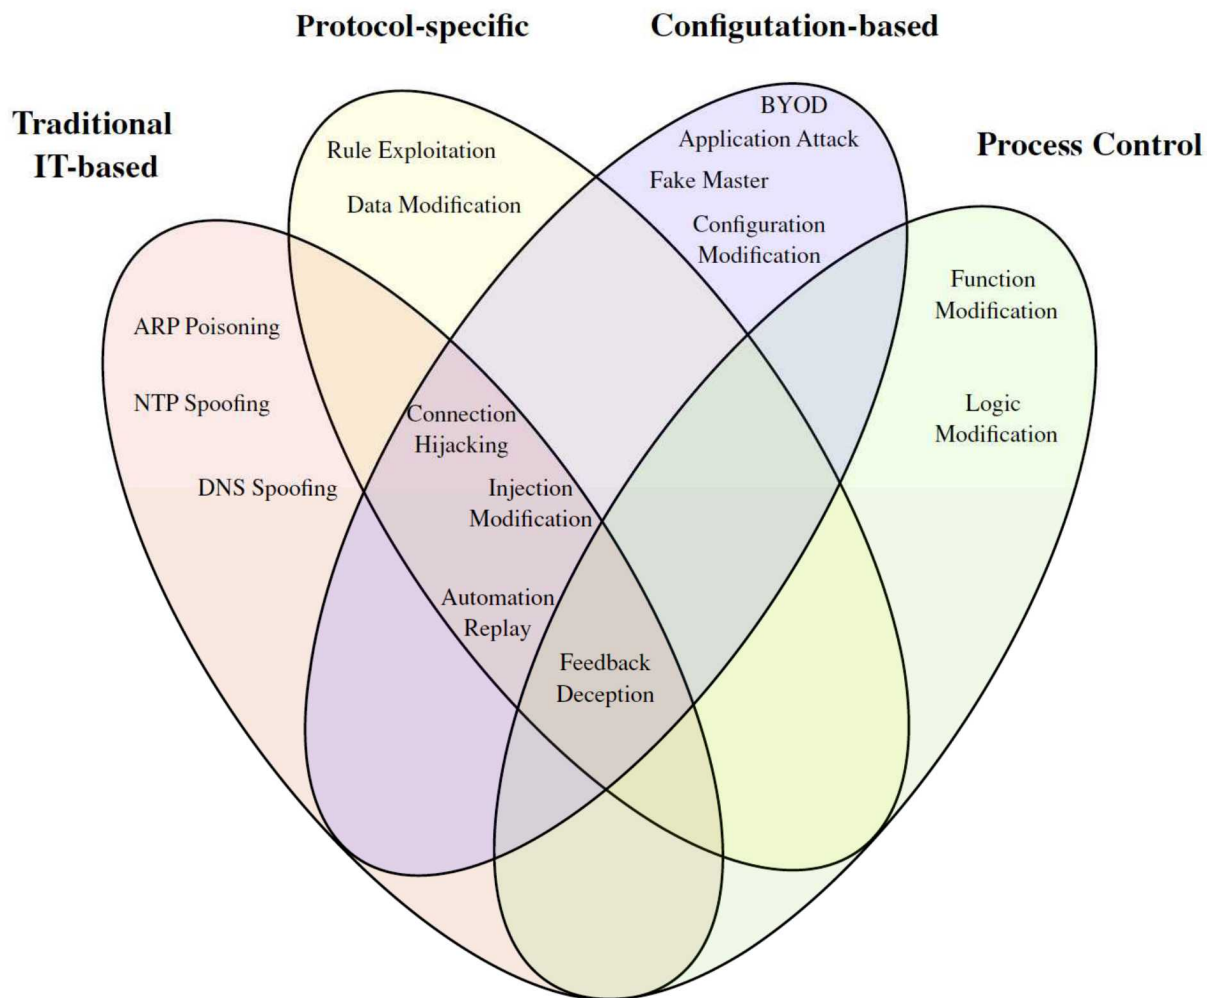 Protocol-specific
Configutation-based
Traditional
IT-based
Process Control
BYOD
Application Attack
Rule Exploitation
Fake Master
Data Modification
Configuration
Modification
Function
Modification
ARP Poisoning
NTP Spoofing
Logic
Modification
Connection
Hijacking
DNS Spoofing
Injection
Modification
Automation
Replay
Feedback
Deception